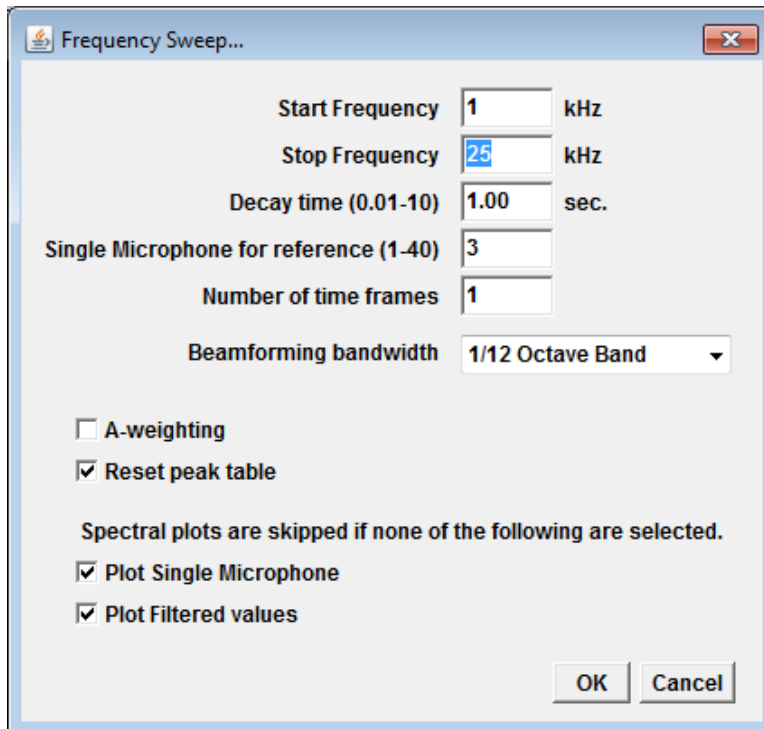 Frequency Sweep...
Start Frequency 1 kHz
Stop Frequency 25 kHz
Decay time (0.01-10) 1.00 sec.
Single Microphone for reference (1-40) 3
Number of time frames 1
Beamforming bandwidth 1/12 Octave Band
A-weighting
Reset peak table
Spectral plots are skipped if none of the following are selected.
Plot Single Microphone
Plot Filtered values
OK Cancel